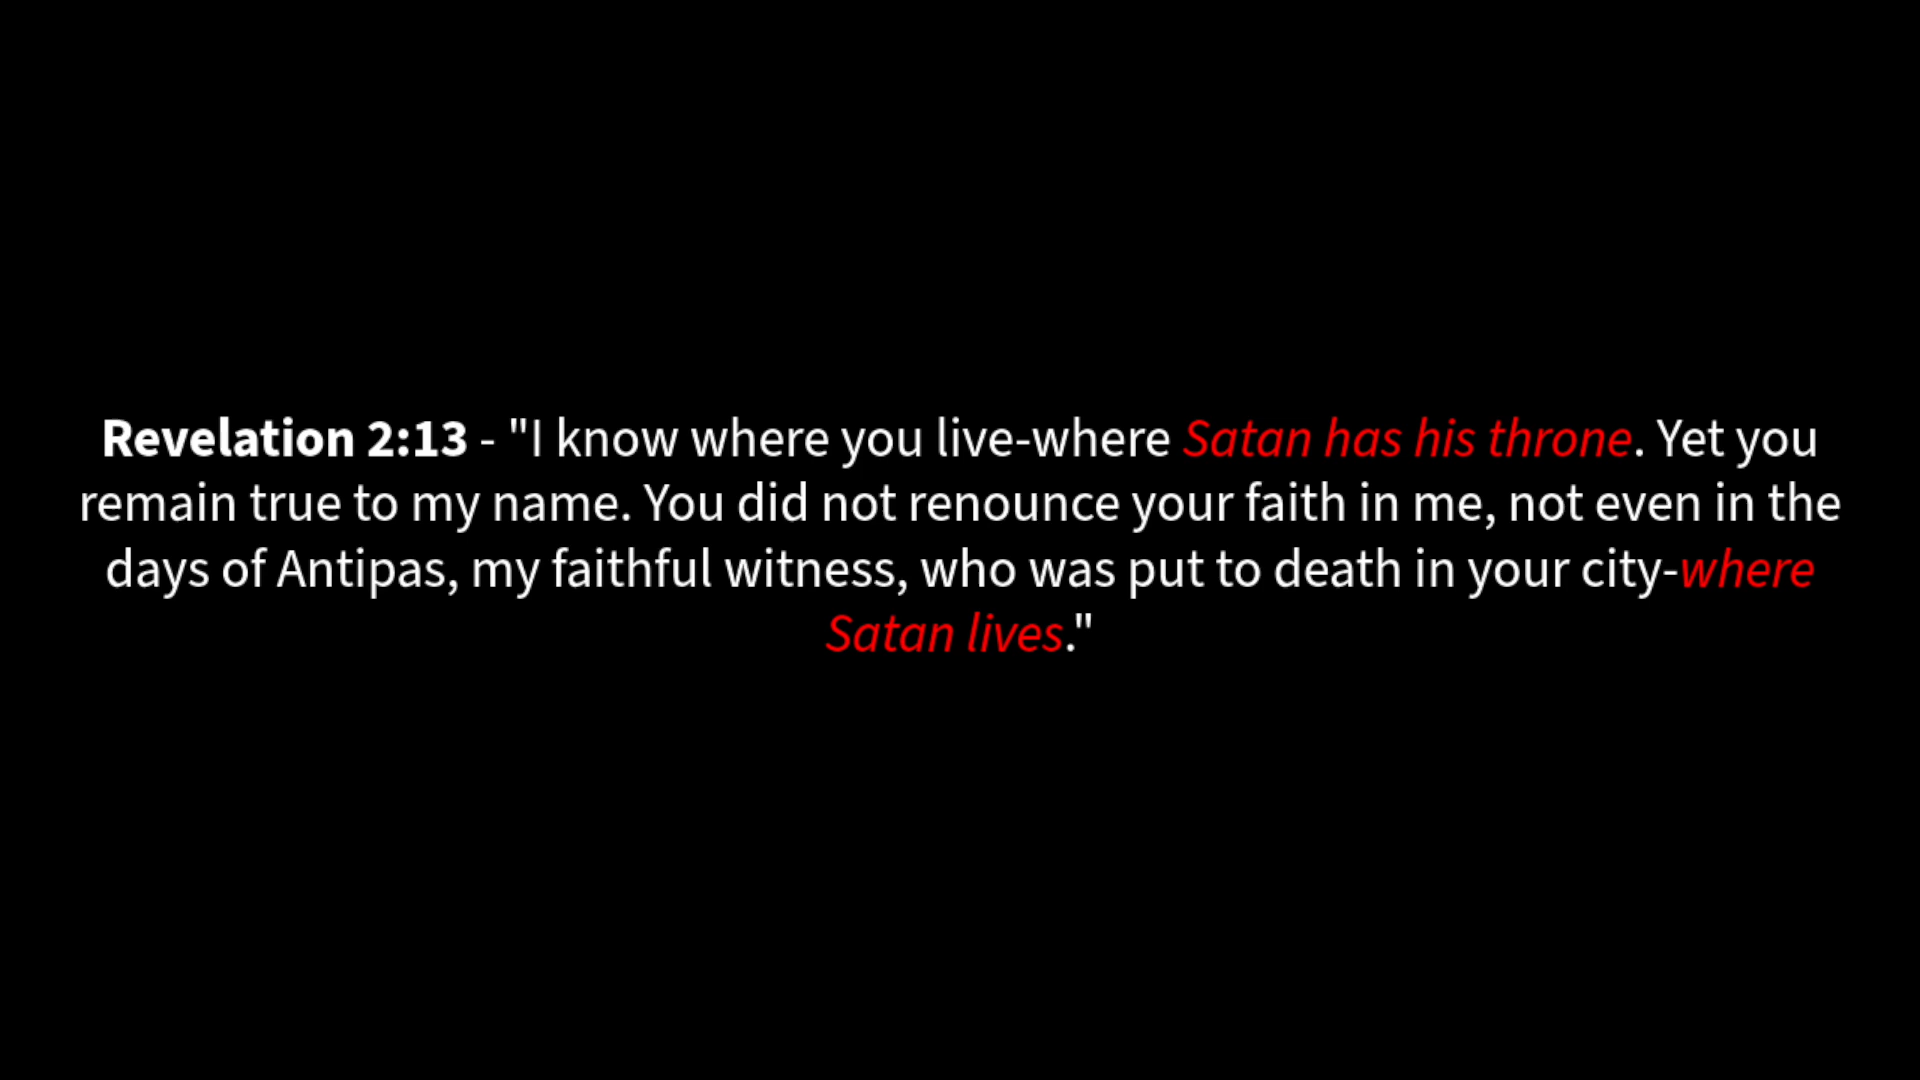 Revelation 2:13 - "I know where you live-where Satan has his throne. Yet you
remain true to my name. You did not renounce your faith in me, not even in the
days of Antipas, my faithful witness, who was put to death in your city-where
Satan lives."